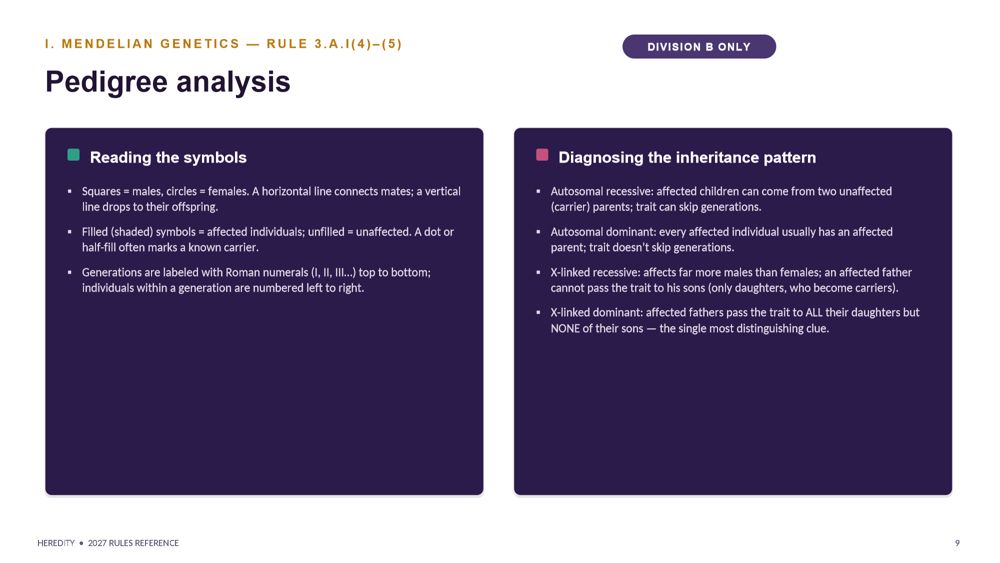 I. MENDELIAN GENETICS — RULE 3.A.I(4)–(5)
DIVISION B ONLY
Pedigree analysis
Reading the symbols
▪ Squares = males, circles = females. A horizontal line connects mates; a vertical
line drops to their offspring.
▪ Filled (shaded) symbols = affected individuals; unfilled = unaffected. A dot or
half-fill often marks a known carrier.
▪ Generations are labeled with Roman numerals (I, II, III…) top to bottom;
individuals within a generation are numbered left to right.
Diagnosing the inheritance pattern
▪ Autosomal recessive: affected children can come from two unaffected
(carrier) parents; trait can skip generations.
▪ Autosomal dominant: every affected individual usually has an affected
parent; trait doesn’t skip generations.
▪ X-linked recessive: affects far more males than females; an affected father
cannot pass the trait to his sons (only daughters, who become carriers).
▪ X-linked dominant: affected fathers pass the trait to ALL their daughters but
NONE of their sons — the single most distinguishing clue.
HEREDITY • 2027 RULES REFERENCE
9